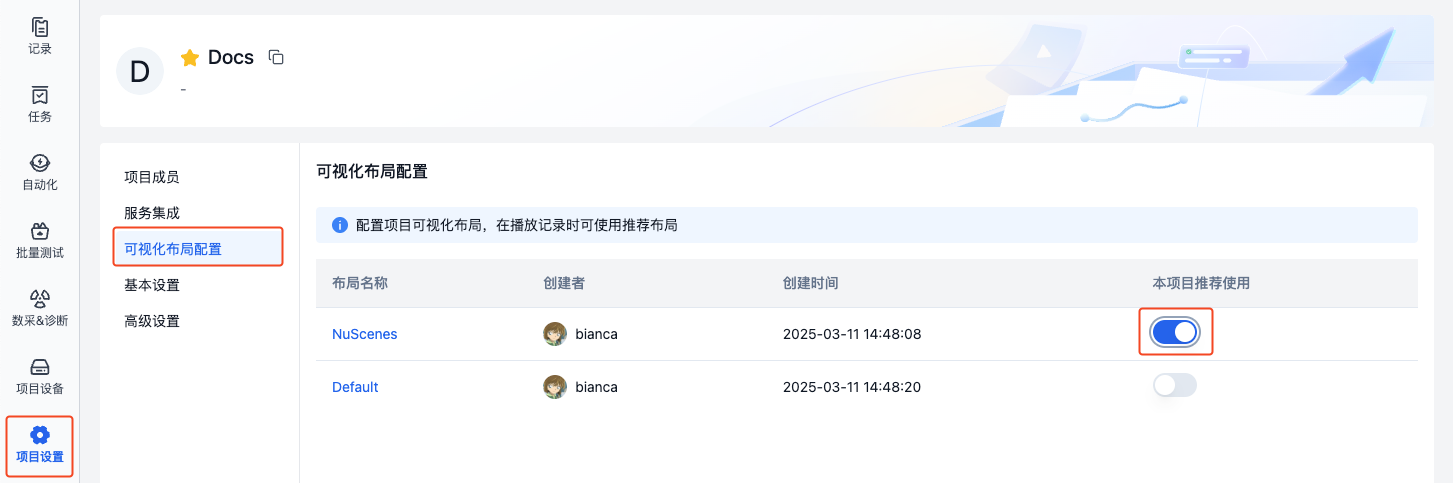 记录
任务
自动化
批量测试
数采&诊断
项目设备
项目设置
D
Docs
-
项目成员
服务集成
可视化布局配置
基本设置
高级设置
可视化布局配置
配置项目可视化布局，在播放记录时可使用推荐布局
布局名称 创建者 创建时间 本项目推荐使用
NuScenes bianca 2025-03-11 14:48:08
Default bianca 2025-03-11 14:48:20